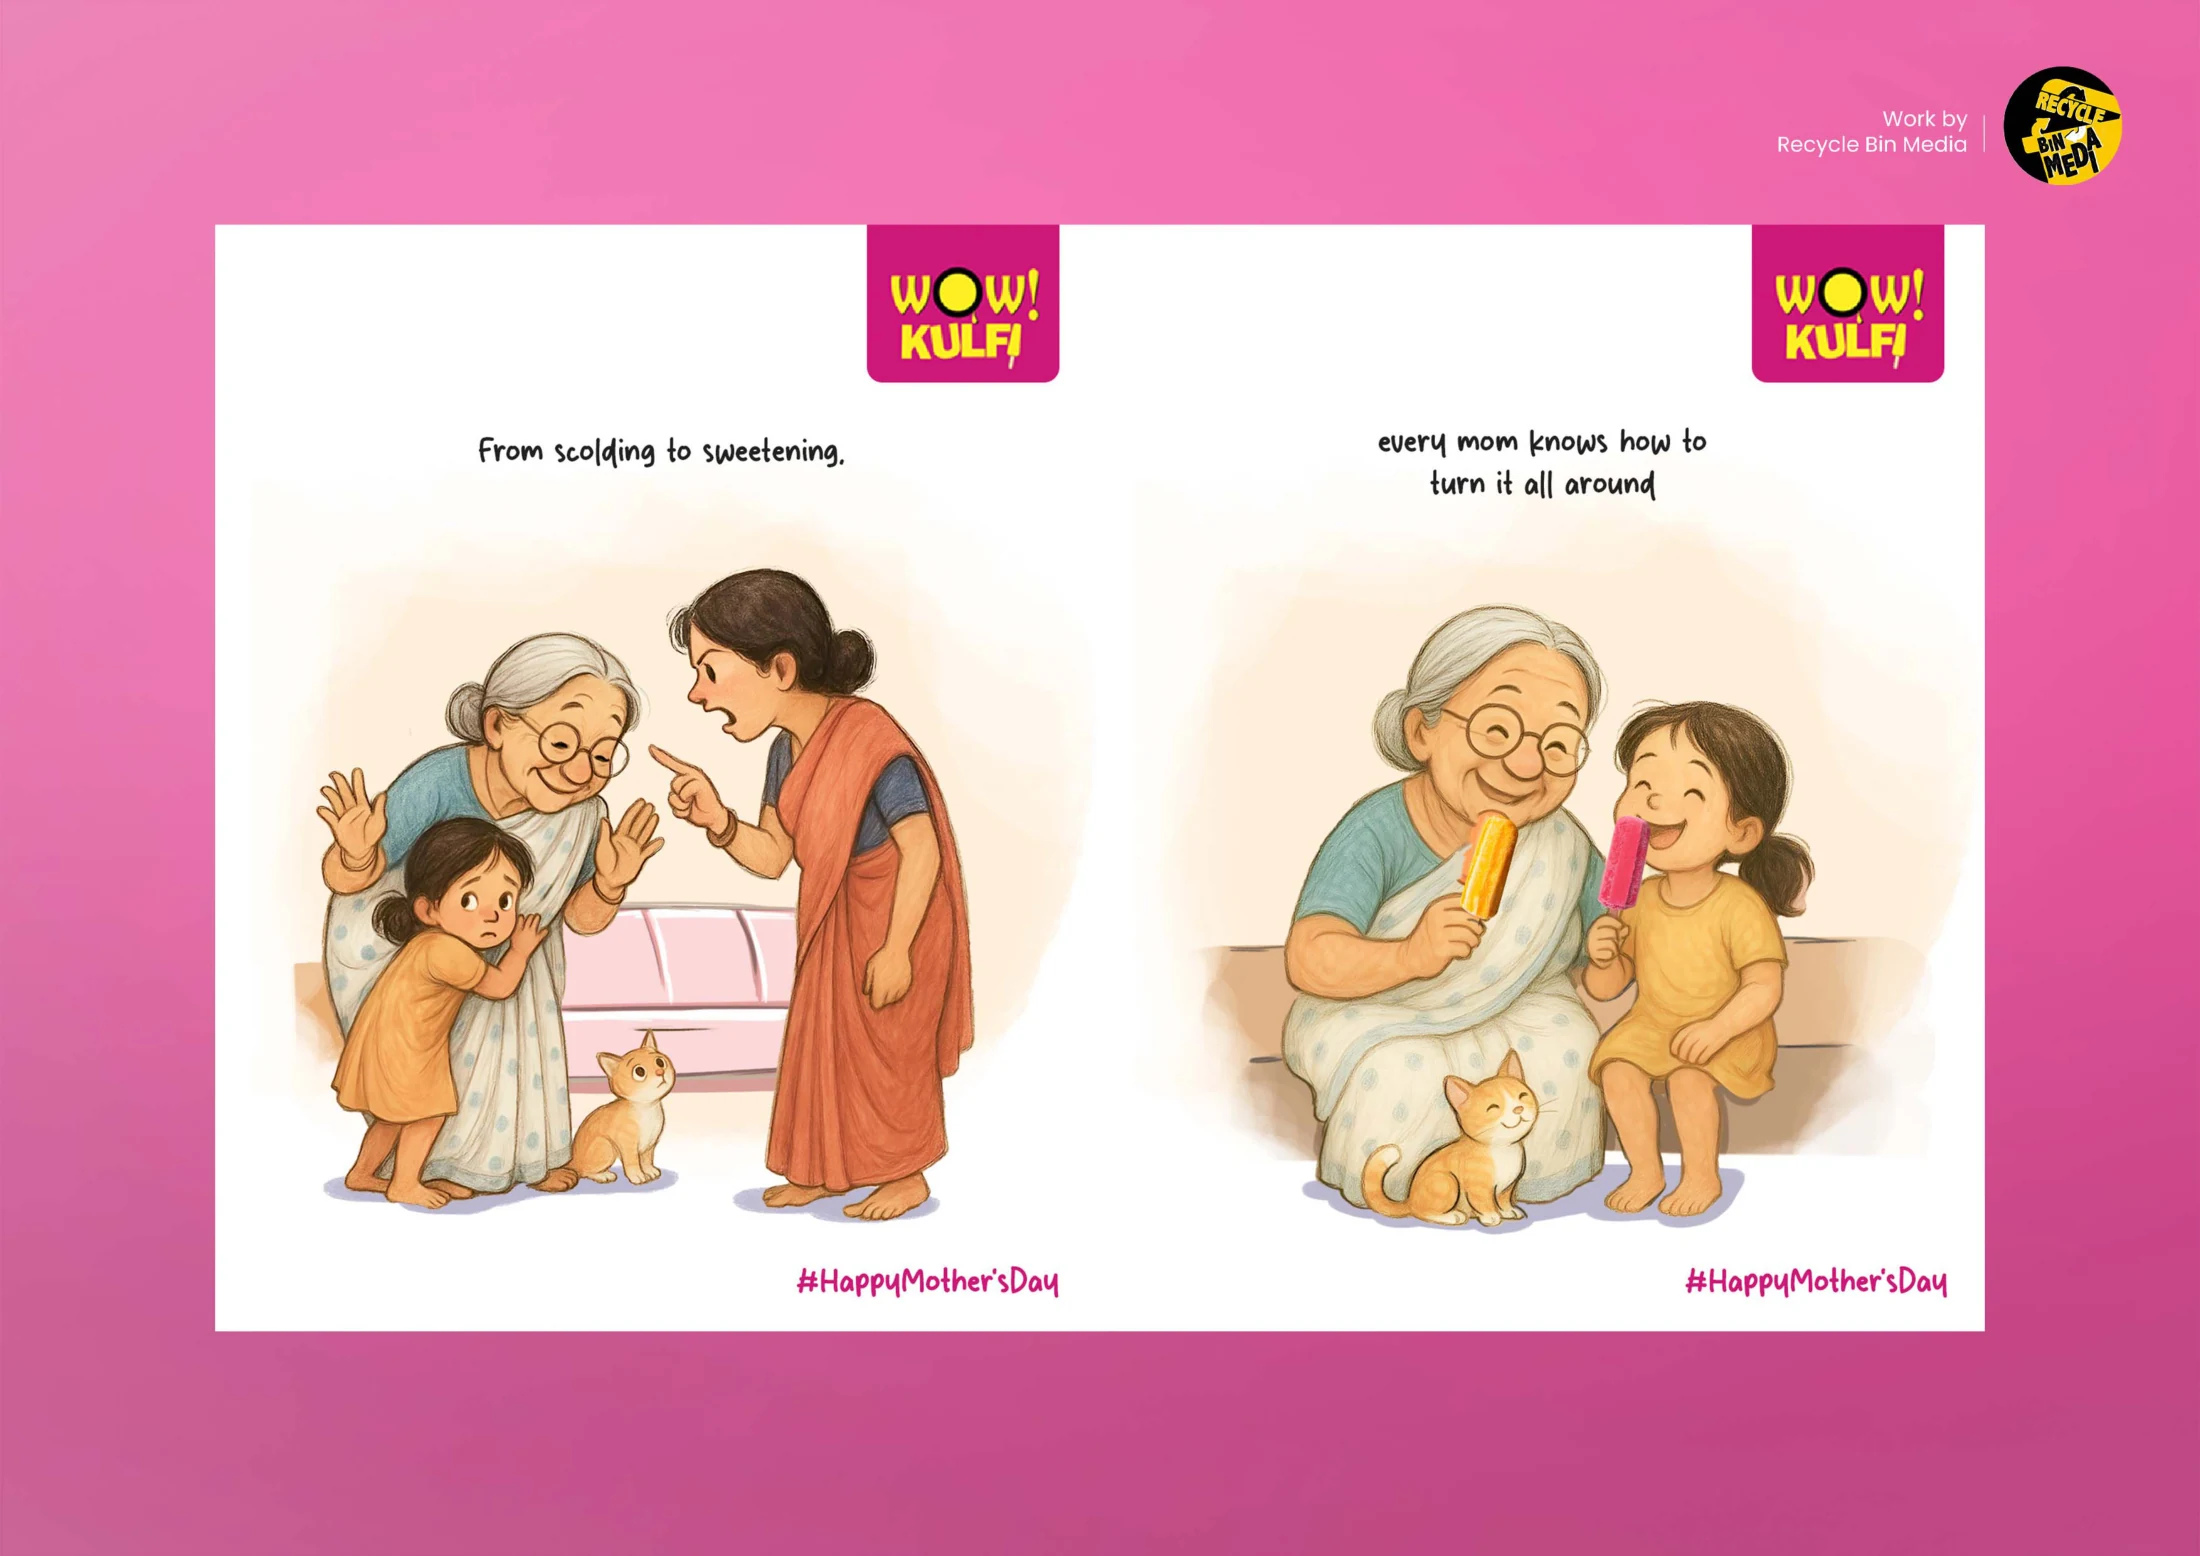 Work by
Recycle Bin Media
RECYCLE
BIN
MEDIA
WOW!
KULFI
From scolding to sweetening,
#HappyMother'sDay
WOW!
KULFI
every mom knows how to
turn it all around
#HappyMother'sDay